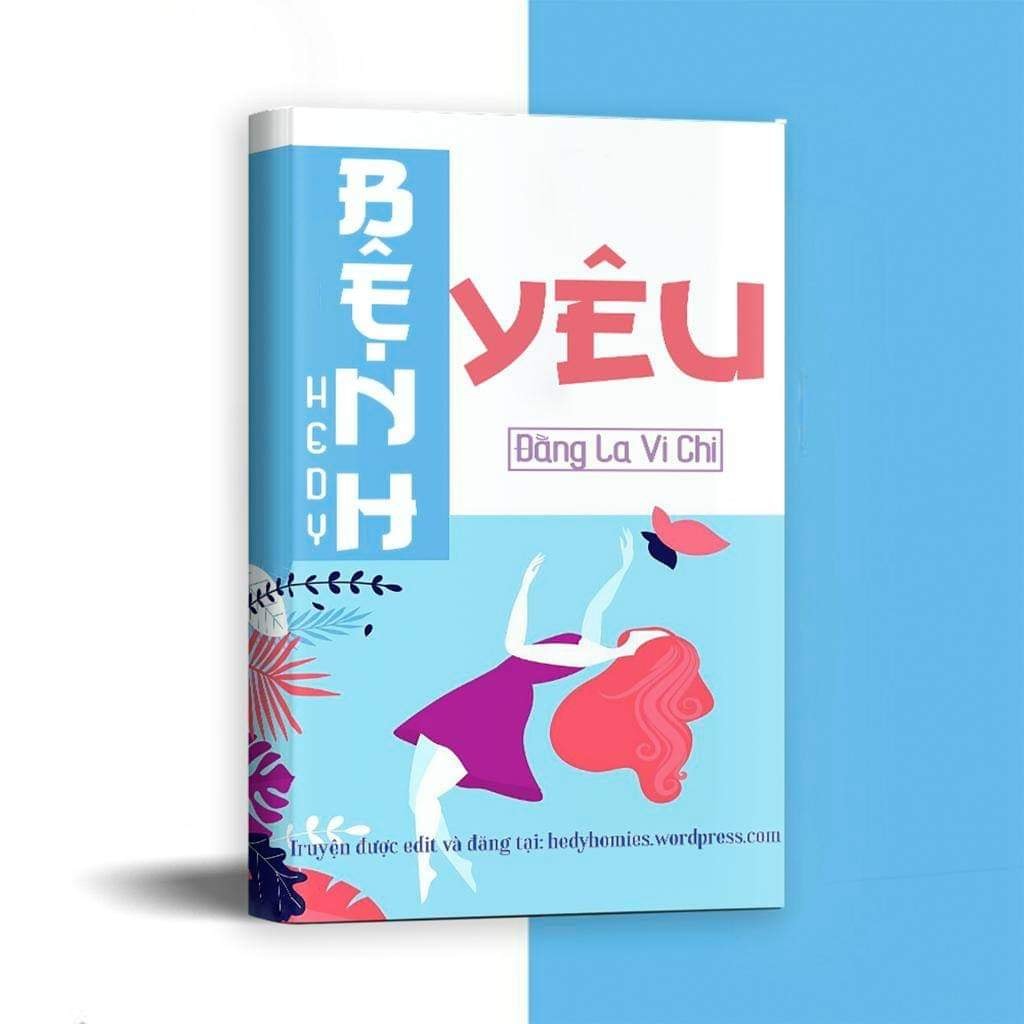 BỆNH
HEDY
YÊU
Đằng La Vi Chi
Truyện được edit và đăng tại: hedyhomies.wordpress.com